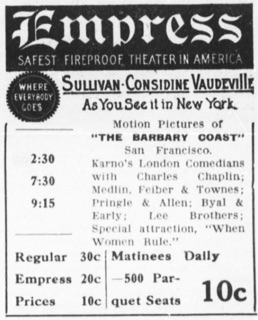 Empress
SAFEST FIREPROOF THEATER IN AMERICA
WHERE
EVERYBODY
GOES
SULLIVAN-CONSIDINE VAUDEVILLE
As You See it in New York
2:30
7:30
9:15
Motion Pictures of
"THE BARBARY COAST"
San Francisco,
Karno's London Comedians
with Charles Chaplin;
Medlin, Feiber & Townes;
Pringle & Allen; Byal &
Early; Lee Brothers;
Special attraction, "When
Women Rule."
Regular 30c
Empress 20c
Prices 10c
Matinees Daily
—500 Par-
quet Seats
10c